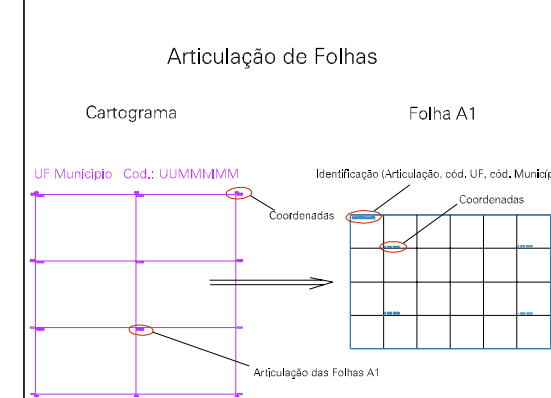 Articulação de Folhas
Cartograma
Folha A1
UF Municipio Cod.: UUMMMMM
Identificação (Articulação, cód. UF, cód. Municíp
Coordenadas
Coordenadas
Articulação das Folhas A1